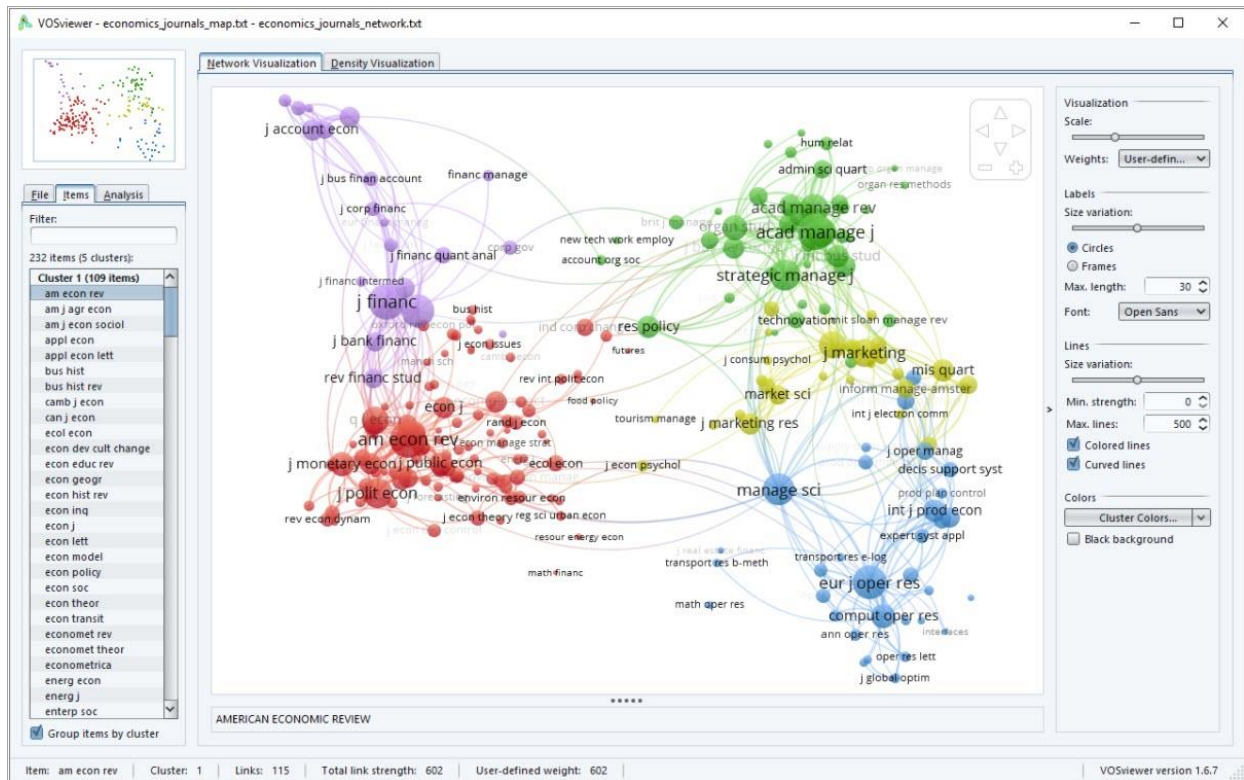 VOSviewer - economics_journals_map.txt - economics_journals_network.txt
File Items Analysis
Filter:
232 items (5 clusters):
Cluster 1 (109 items)
am econ rev
am j agr econ
am j econ sociol
appl econ
appl econ lett
bus hist
bus hist rev
camb j econ
can j econ
ecol econ
econ dev cult change
econ educ rev
econ geogr
econ hist rev
econ inq
econ j
econ lett
econ model
econ policy
econ soc
econ theor
econ transit
economet rev
economet theor
econometrica
energ econ
energ j
enterp soc
Group items by cluster
Network Visualization Density Visualization
j account econ
hum relat
admin sci quart
organ manage
j bus finan account
financ manage
organ res methods
j corp financ
acad manage rev
brit j manage
organ stud
acad manage j
new tech work employ
corp gov
j financ quant anal
account org soc
bus stud
strategic manage j
j financ intermed
j financ
bus hist
technovation
mit sloan manage rev
ind corp change
res policy
j bank financ
j econ issues
futures
j consum psychol
j marketing
mis quart
rev financ stud
rev int polit econ
inform manage-amster
market sci
food policy
econ j
int j electron comm
rand j econ
tourism manage
j marketing res
am econ rev
econ manage strat
j oper manag
decis support syst
j monetary econ
j public econ
ecol econ
j econ psychol
manage sci
prod plan control
j polit econ
environ resour econ
int j prod econ
rev econ dynam
j econ theory
reg sci urban econ
resour energy econ
expert syst appl
j real estate financ
transport res b-meth
transport res e-log
math financ
eur j oper res
math oper res
comput oper res
ann oper res
interfaces
oper res lett
j global optim
AMERICAN ECONOMIC REVIEW
Visualization
Scale:
Weights: User-defin...
Labels
Size variation:
Circles
Frames
Max. length: 30
Font: Open Sans
Lines
Size variation:
Min. strength: 0
Max. lines: 500
Colored lines
Curved lines
Colors
Cluster Colors...
Black background
Item: am econ rev Cluster: 1 Links: 115 Total link strength: 602 User-defined weight: 602 VOSviewer version 1.6.7